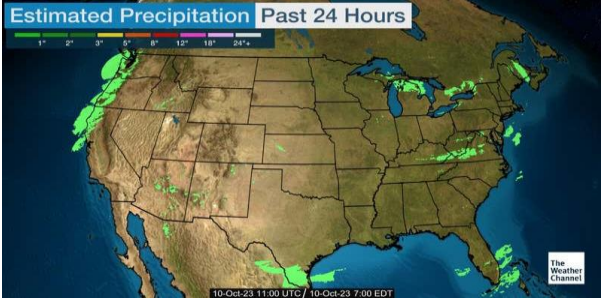 Estimated Precipitation Past 24 Hours
1" 2" 3" 5" 8" 12" 18" 24"+
10-Oct-23 11:00 UTC / 10-Oct-23 7:00 EDT
The
Weather
Channel